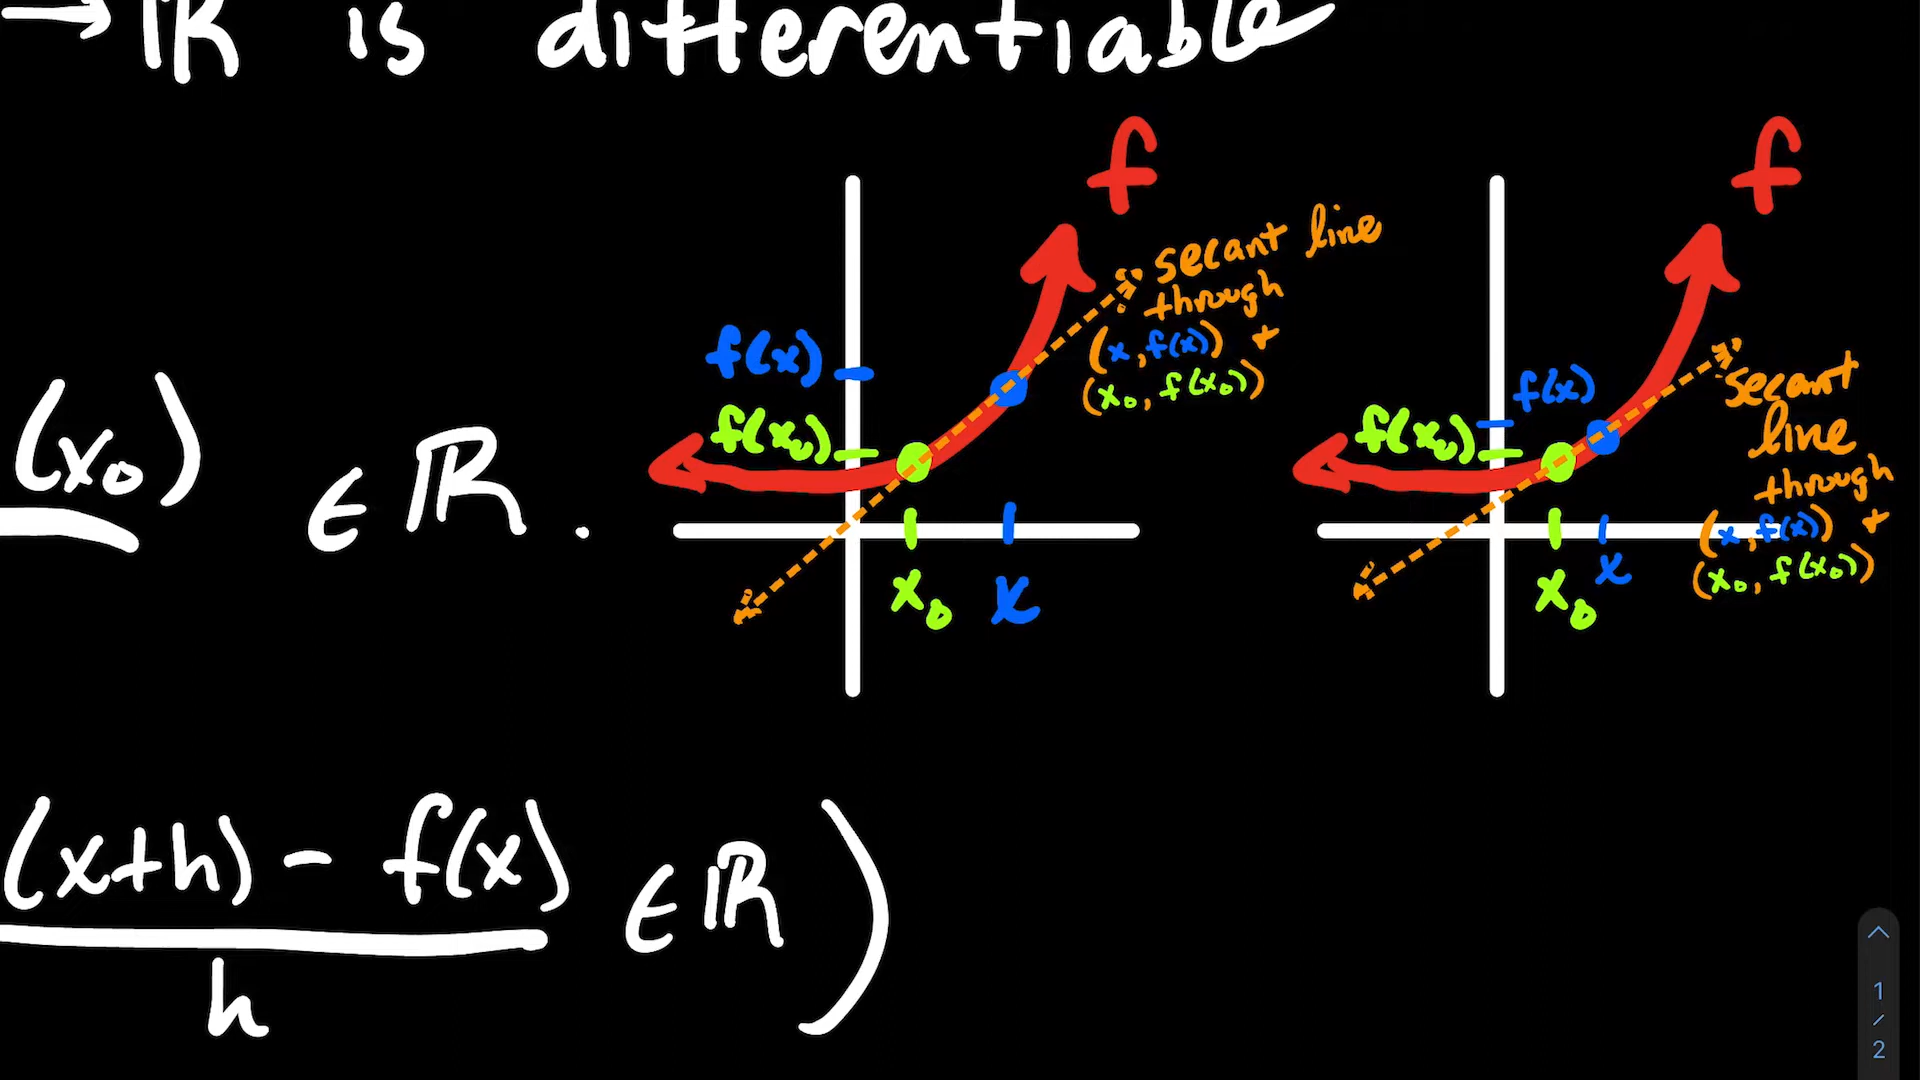 → ℝ is differentiable
(x₀) ∈ ℝ.
f
f(x)
f(x₀)
x₀ x
secant line
through
(x, f(x)) +
(x₀, f(x₀))
f
f(x)
f(x₀)
x₀ x
secant
line
through
(x, f(x)) +
(x₀, f(x₀))
(x+h) - f(x)
h
∈ ℝ )
1
/
2